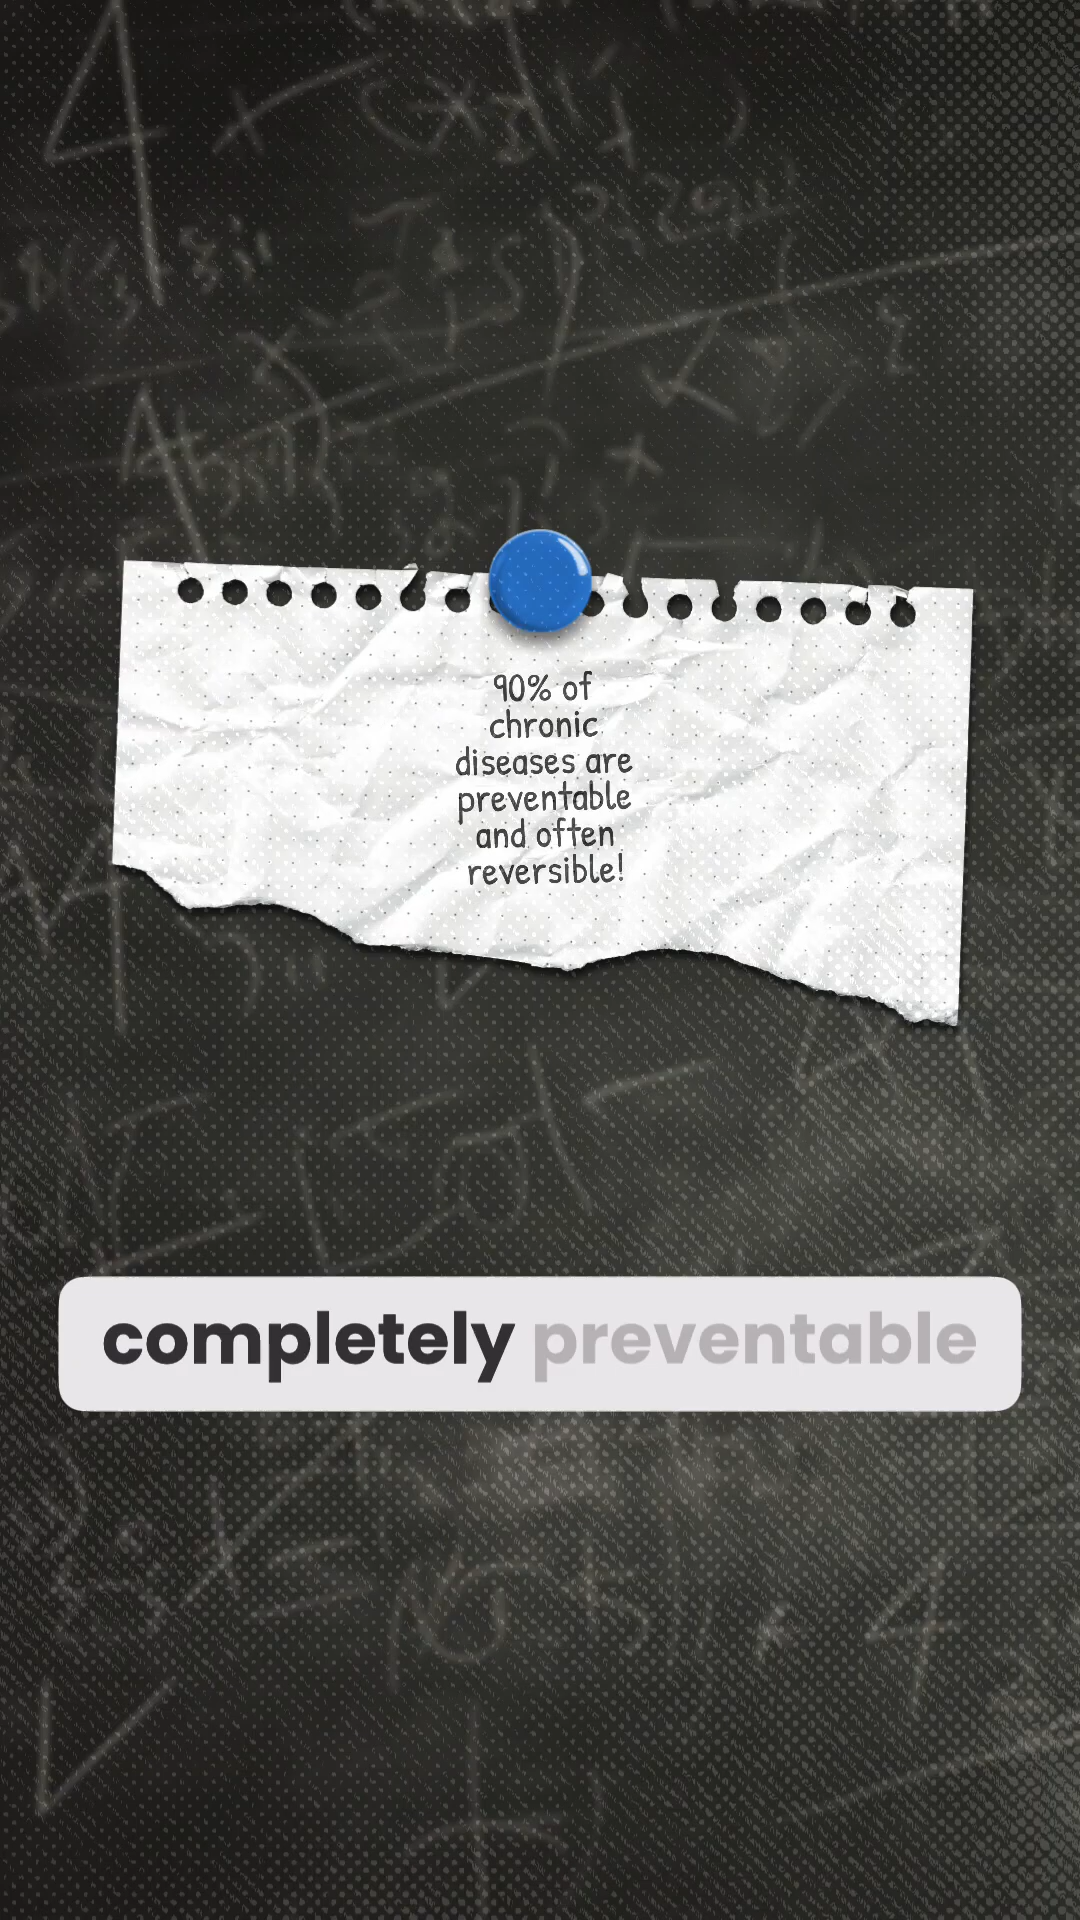 90% of
chronic
diseases are
preventable
and often
reversible!
completely preventable